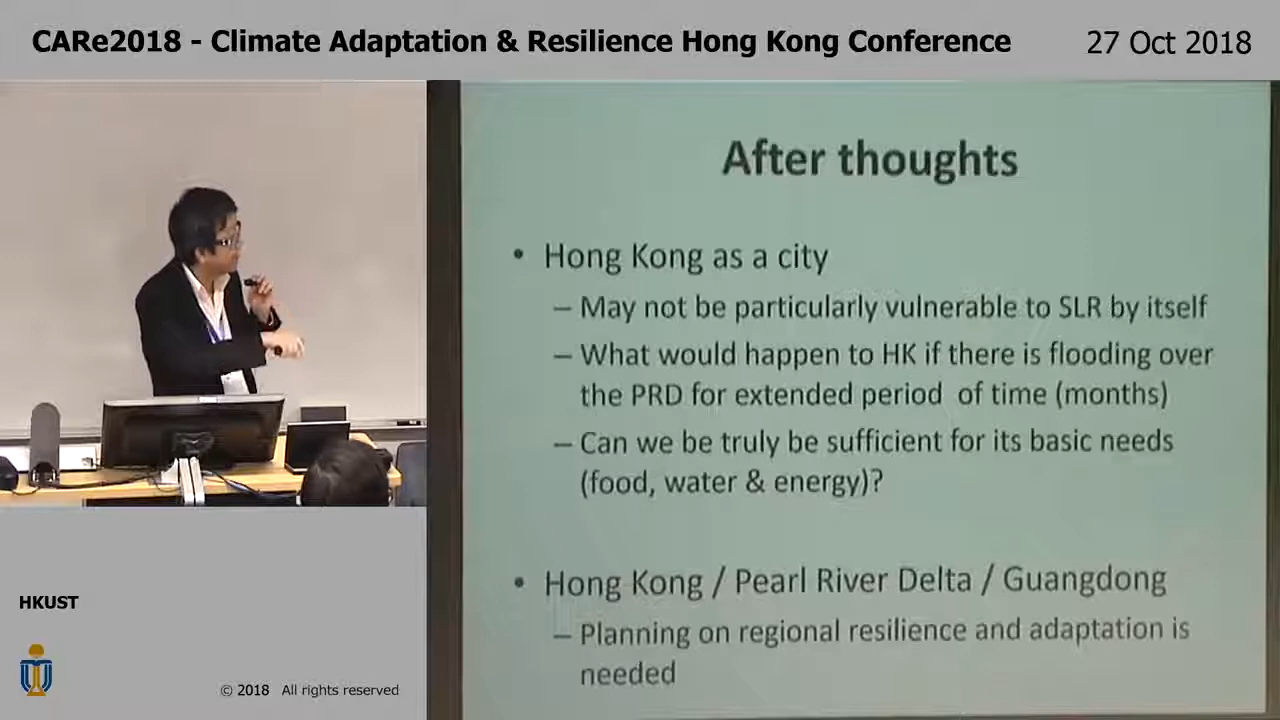 CARe2018 - Climate Adaptation & Resilience Hong Kong Conference
27 Oct 2018
After thoughts
• Hong Kong as a city
– May not be particularly vulnerable to SLR by itself
– What would happen to HK if there is flooding over
the PRD for extended period of time (months)
– Can we be truly be sufficient for its basic needs
(food, water & energy)?
• Hong Kong / Pearl River Delta / Guangdong
– Planning on regional resilience and adaptation is
needed
HKUST
© 2018 All rights reserved